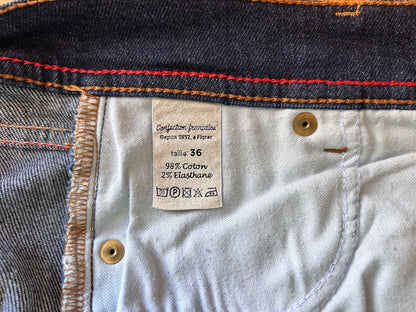 Confection française
Depuis 1892, à Florac
taille: 36
98% Coton
2% Elasthane